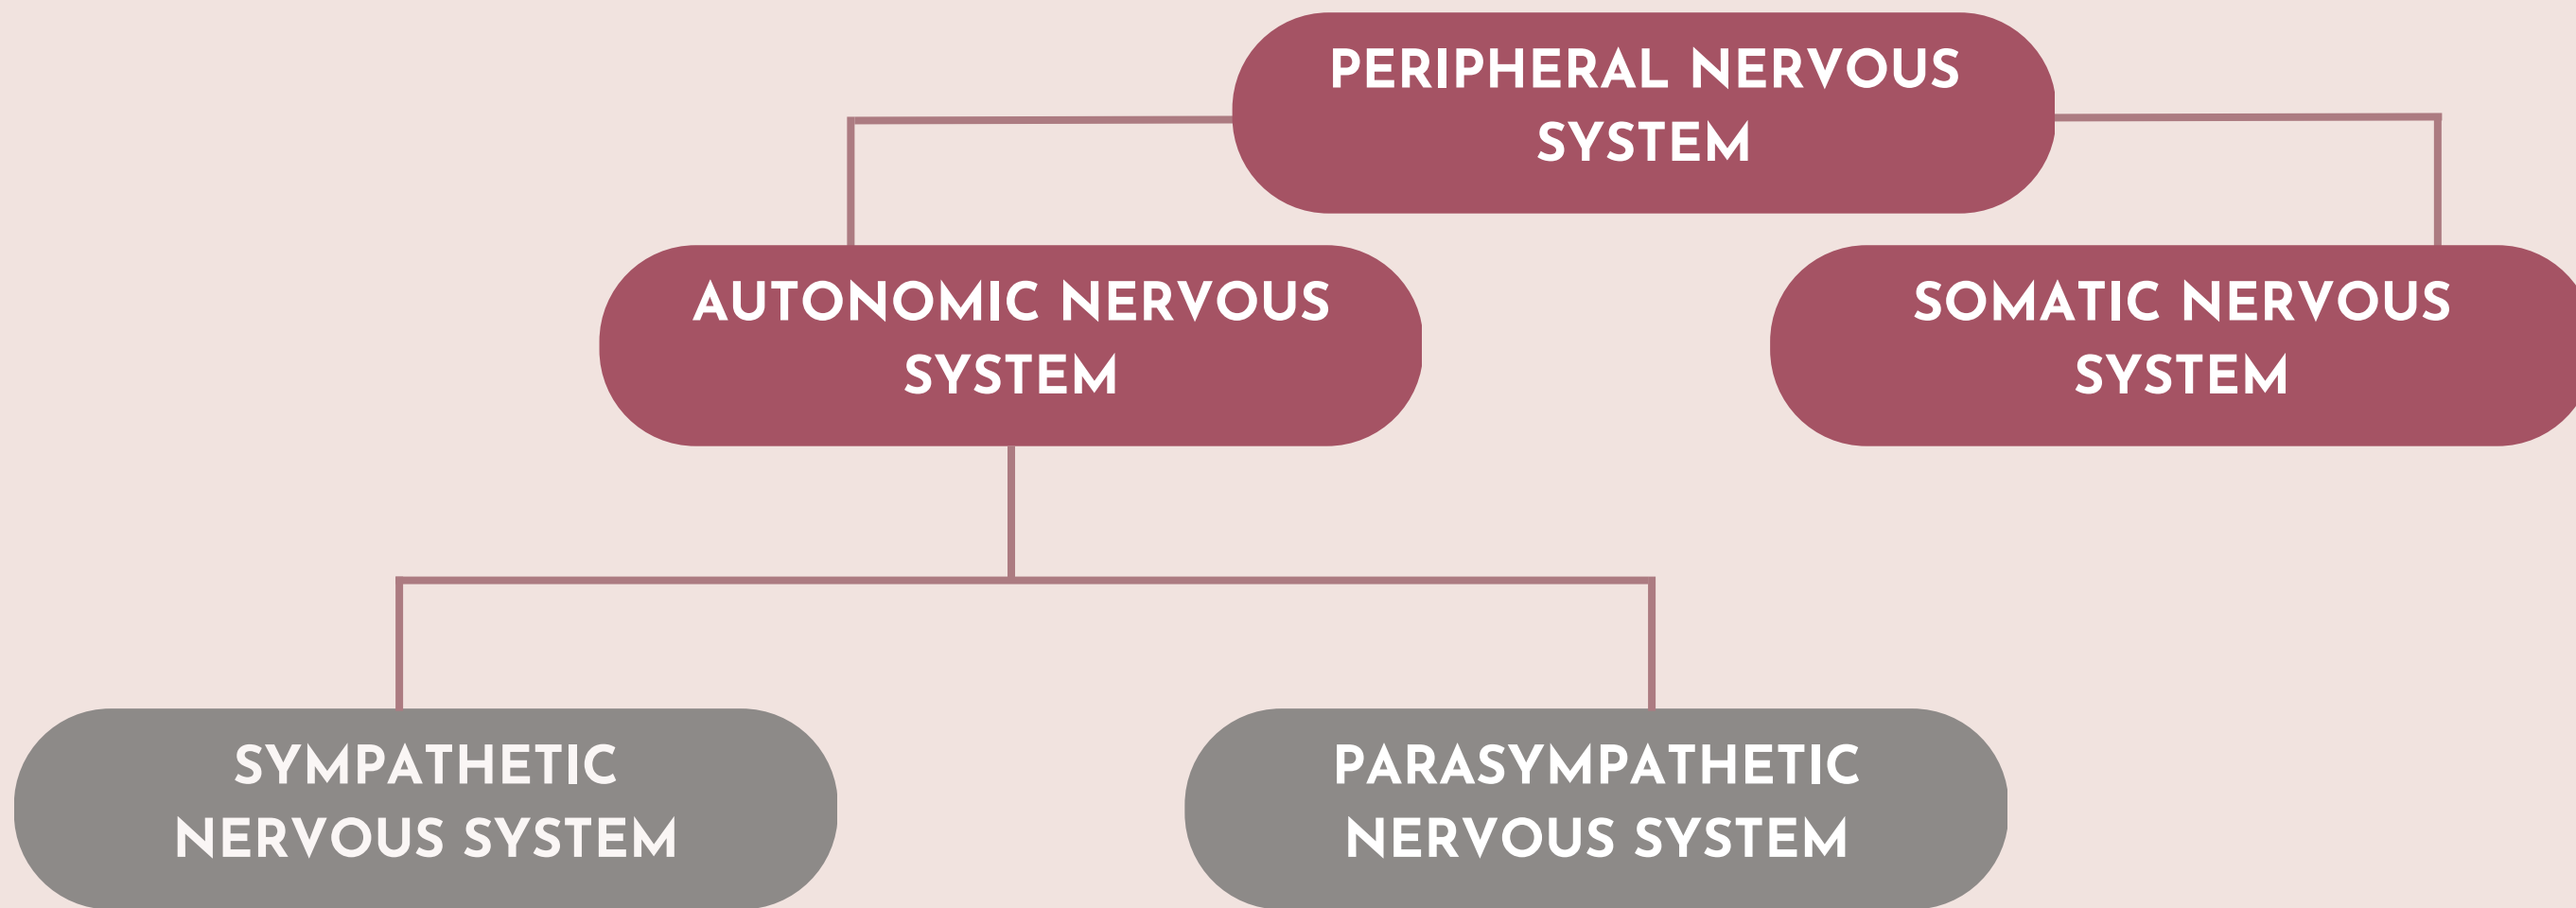 PERIPHERAL NERVOUS
SYSTEM
AUTONOMIC NERVOUS
SYSTEM
SOMATIC NERVOUS
SYSTEM
SYMPATHETIC
NERVOUS SYSTEM
PARASYMPATHETIC
NERVOUS SYSTEM